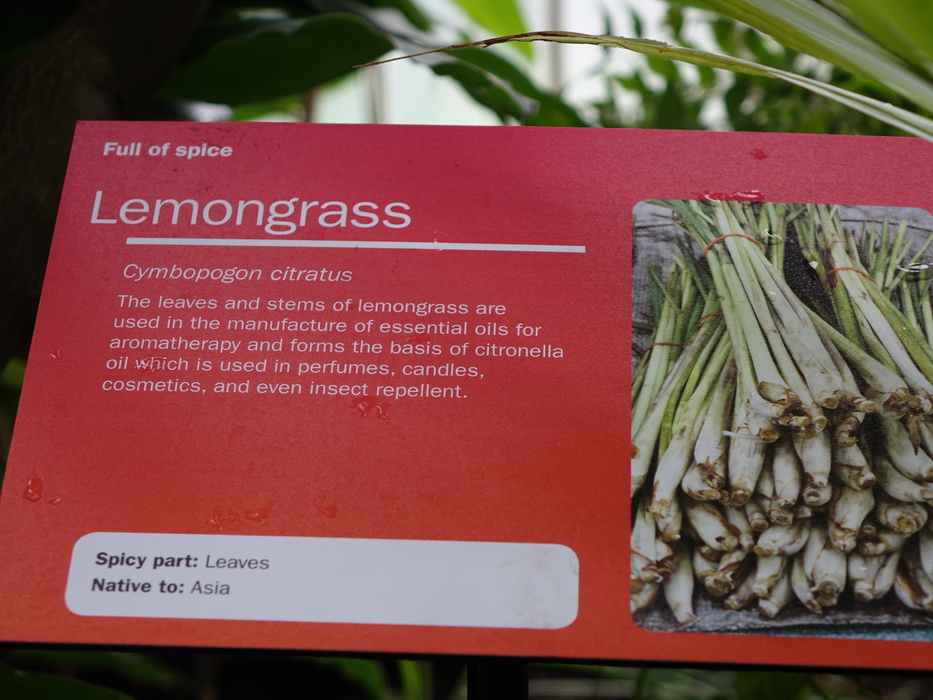 Full of spice
Lemongrass
Cymbopogon citratus
The leaves and stems of lemongrass are
used in the manufacture of essential oils for
aromatherapy and forms the basis of citronella
oil which is used in perfumes, candles,
cosmetics, and even insect repellent.
Spicy part: Leaves
Native to: Asia